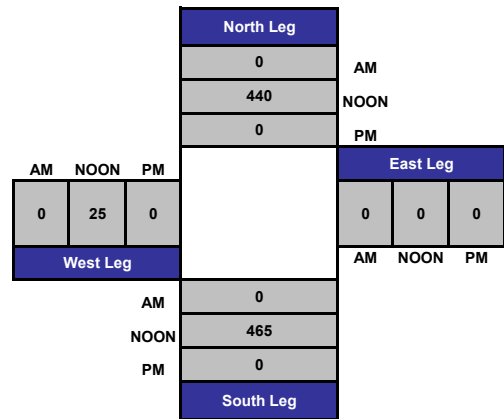 North Leg
0
AM
440
NOON
0
PM
East Leg
AM NOON PM
0 25 0
0 0 0
West Leg
AM NOON PM
AM
0
NOON
465
PM
0
South Leg